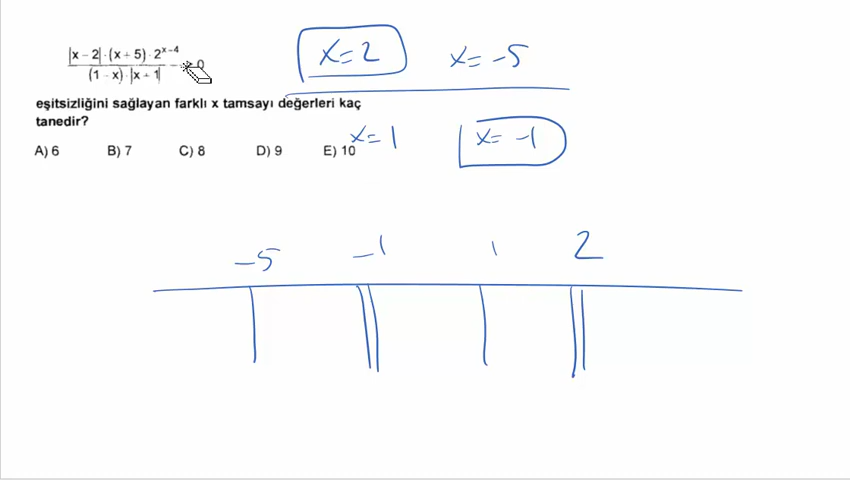 |x – 2| · (x + 5) · 2^(x–4)
(1 – x) · |x + 1|
0
x=2 x=-5
eşitsizliğini sağlayan farklı x tamsayı değerleri kaç
tanedir?
x=1 x=-1
A) 6 B) 7 C) 8 D) 9 E) 10
-5 -1 1 2